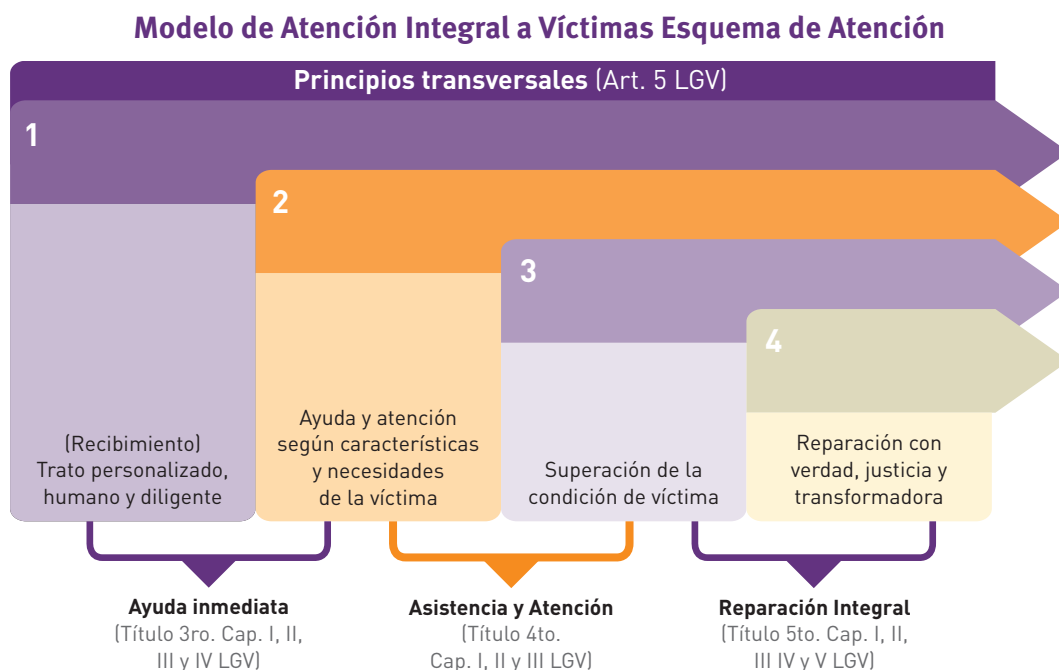 Modelo de Atención Integral a Víctimas Esquema de Atención
Principios transversales (Art. 5 LGV)
1
2
3
4
(Recibimiento)
Trato personalizado,
humano y diligente
Ayuda y atención
según características
y necesidades
de la víctima
Superación de la
condición de víctima
Reparación con
verdad, justicia y
transformadora
Ayuda inmediata
(Título 3ro. Cap. I, II,
III y IV LGV)
Asistencia y Atención
(Título 4to.
Cap. I, II y III LGV)
Reparación Integral
(Título 5to. Cap. I, II,
III IV y V LGV)